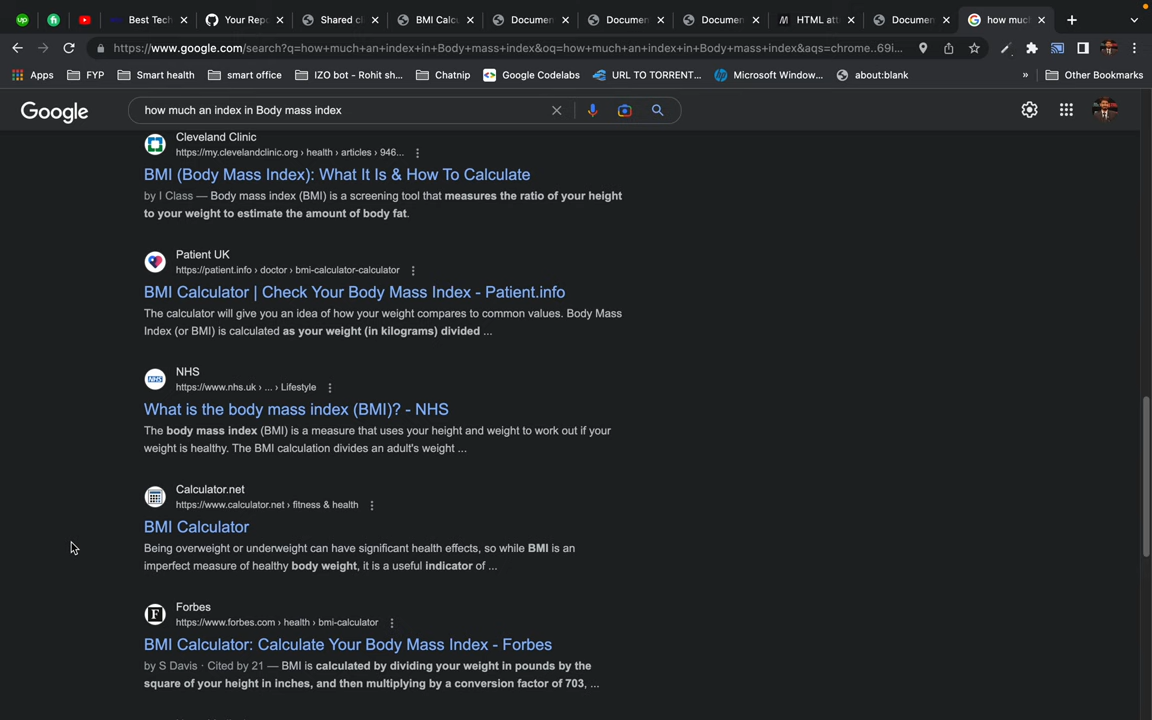 Best Tech
Your Repo
Shared cl
BMI Calcu
Documen
Documen
Documen
HTML att
Documen
how much
https://www.google.com/search?q=how+much+an+index+in+Body+mass+index&oq=how+much+an+index+in+Body+mass+index&aqs=chrome..69i...
Apps
FYP
Smart health
smart office
IZO bot - Rohit sh...
Chatnip
Google Codelabs
URL TO TORRENT...
Microsoft Window...
about:blank
»
Other Bookmarks
Google
how much an index in Body mass index
Cleveland Clinic
https://my.clevelandclinic.org › health › articles › 946...
BMI (Body Mass Index): What It Is & How To Calculate
by I Class — Body mass index (BMI) is a screening tool that measures the ratio of your height
to your weight to estimate the amount of body fat.
Patient UK
https://patient.info › doctor › bmi-calculator-calculator
BMI Calculator | Check Your Body Mass Index - Patient.info
The calculator will give you an idea of how your weight compares to common values. Body Mass
Index (or BMI) is calculated as your weight (in kilograms) divided ...
NHS
NHS
https://www.nhs.uk › ... › Lifestyle
What is the body mass index (BMI)? - NHS
The body mass index (BMI) is a measure that uses your height and weight to work out if your
weight is healthy. The BMI calculation divides an adult's weight ...
Calculator.net
https://www.calculator.net › fitness & health
BMI Calculator
Being overweight or underweight can have significant health effects, so while BMI is an
imperfect measure of healthy body weight, it is a useful indicator of ...
F
Forbes
https://www.forbes.com › health › bmi-calculator
BMI Calculator: Calculate Your Body Mass Index - Forbes
by S Davis · Cited by 21 — BMI is calculated by dividing your weight in pounds by the
square of your height in inches, and then multiplying by a conversion factor of 703, ...